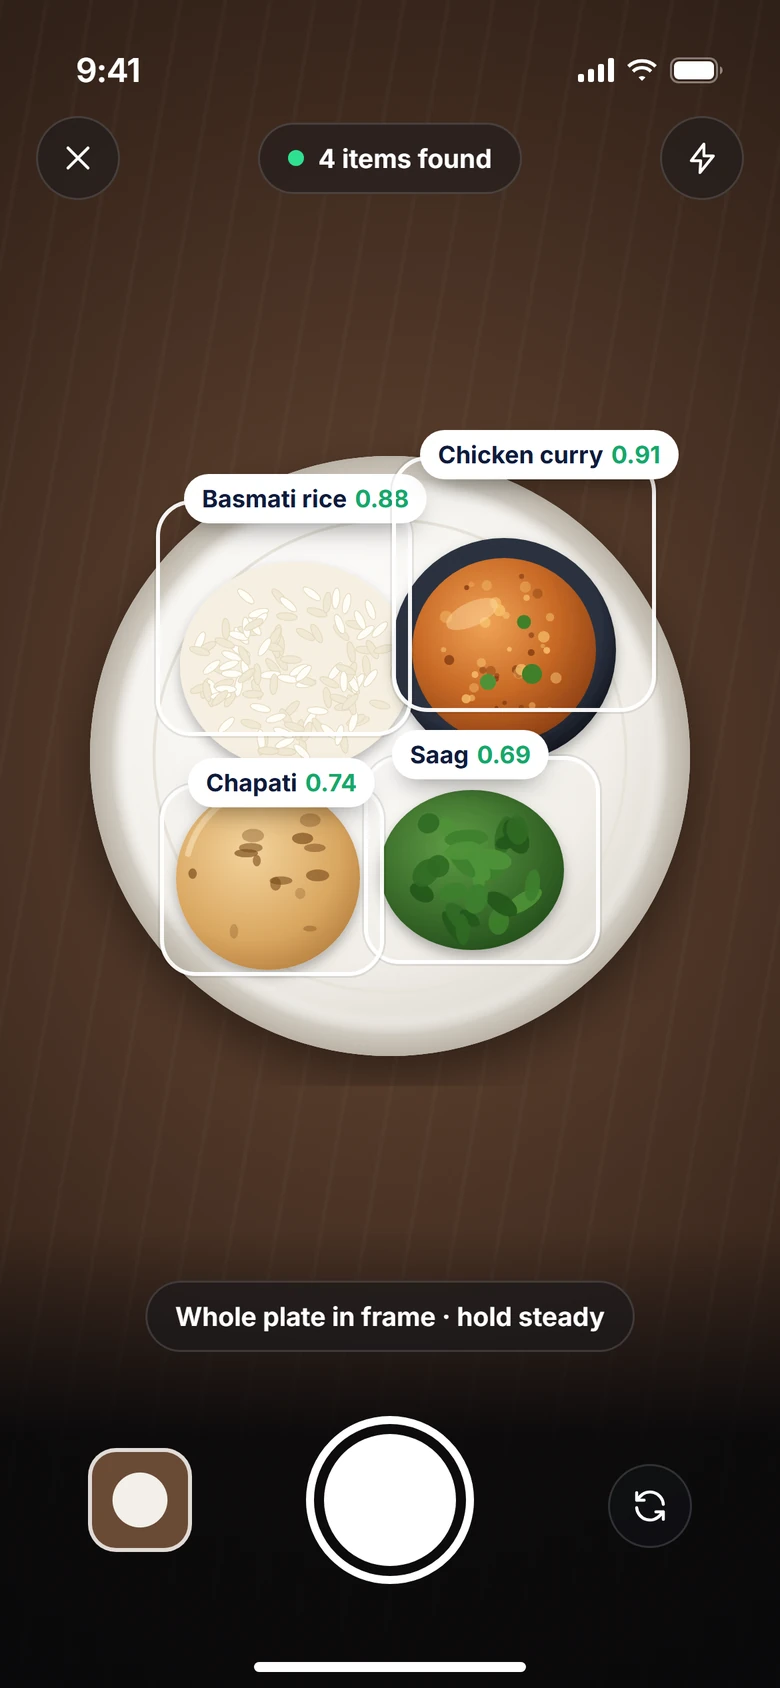 9:41
4 items found
Chicken curry 0.91
Basmati rice 0.88
Saag 0.69
Chapati 0.74
Whole plate in frame · hold steady